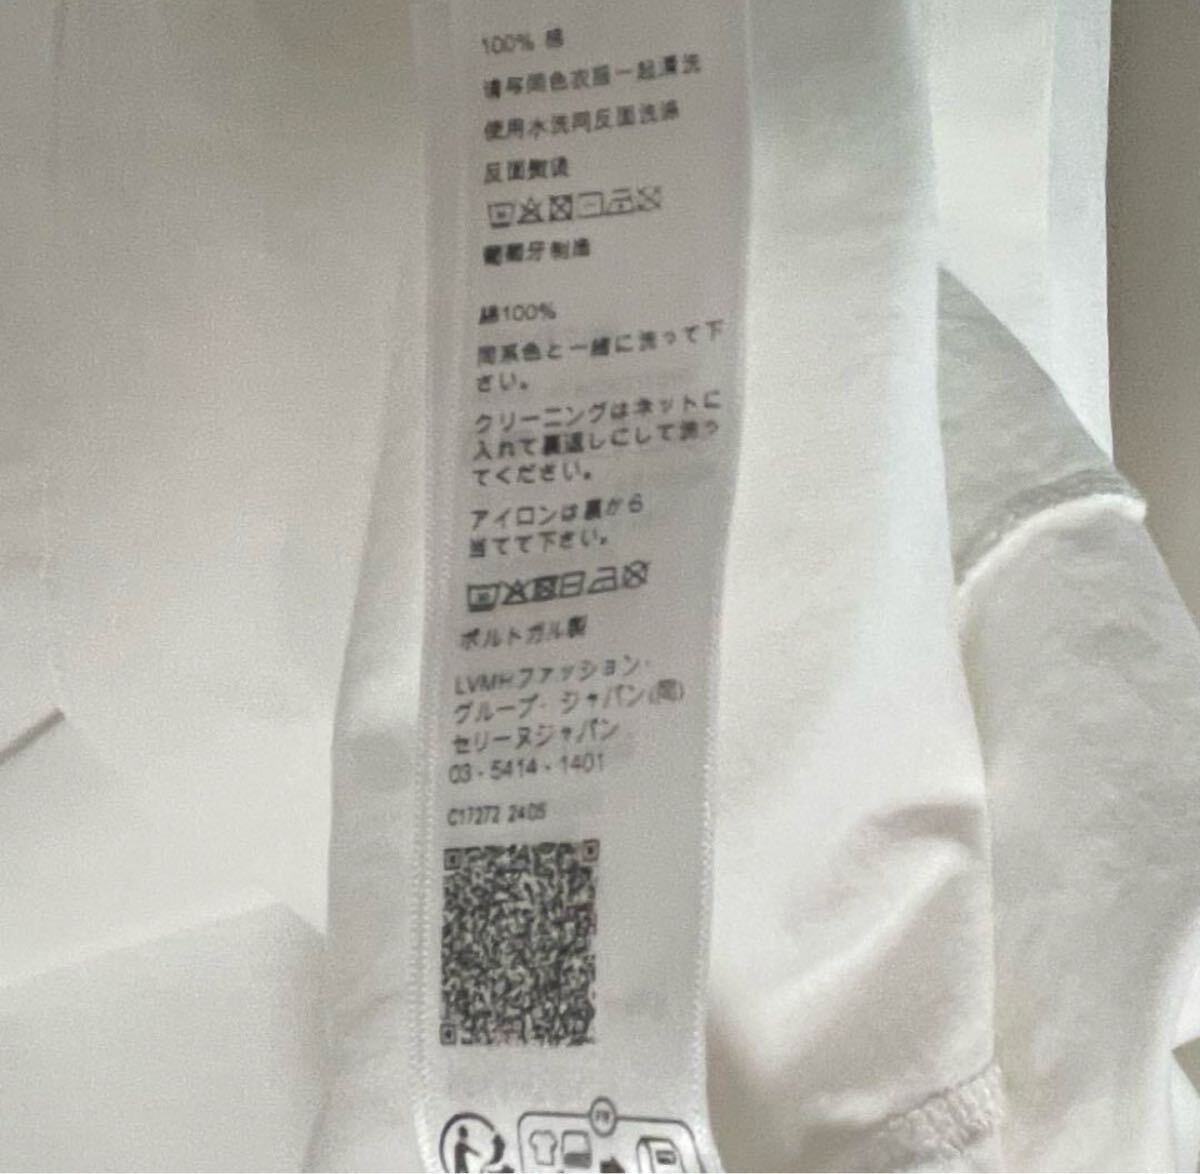 100% 棉
请与同色衣服一起清洗
使用水洗同反面洗涤
反面熨烫
葡萄牙制造
綿100%
同系色と一緒に洗って下
さい。
クリーニングはネットに
入れて裏返しにして洗っ
てください。
アイロンは裏から
当てて下さい。
ポルトガル製
LVMHファッション・
グループ・ジャパン(同)
セリーヌジャパン
03-5414-1401
C17272 2405
FR